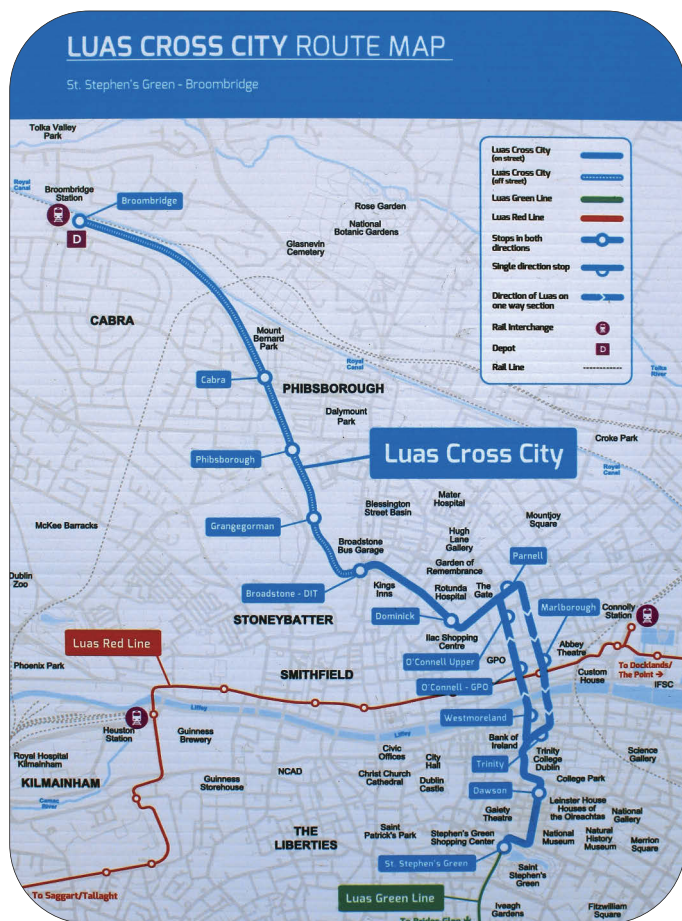 LUAS CROSS CITY ROUTE MAP
St. Stephen's Green - Broombridge
Tolka Valley
Park
Royal
Canal
Broombridge
Station
Broombridge
D
Rose Garden
National
Botanic Gardens
Glasnevin
Cemetery
Luas Cross City
(on street)
Luas Cross City
(off street)
Luas Green Line
Luas Red Line
Stops in both
directions
Single direction stop
Direction of Luas on
one way section
Rail Interchange
Depot
D
Rail Line
CABRA
Mount
Bernard
Park
Royal
Canal
Tolka
River
Cabra
PHIBSBOROUGH
Dalymount
Park
Croke Park
Royal
Canal
Phibsborough
Luas Cross City
Mater
Hospital
Blessington
Street Basin
Mountjoy
Square
Grangegorman
McKee Barracks
Hugh
Lane
Gallery
Broadstone
Bus Garage
Garden of
Remembrance
Parnell
Dublin
Zoo
Broadstone - DIT
Kings
Inns
Rotunda
Hospital
The
Gate
Marlborough
Connolly
Station
Dominick
STONEYBATTER
Ilac Shopping
Centre
Abbey
Theatre
Luas Red Line
O'Connell Upper
GPO
To Docklands/
The Point →
Phoenix Park
SMITHFIELD
O'Connell - GPO
Custom
House
IFSC
Liffey
Westmoreland
Heuston
Station
Guinness
Brewery
Liffey
Bank of
Ireland
Royal Hospital
Kilmainham
Civic
Offices
City
Hall
Trinity
Trinity
College
Dublin
Science
Gallery
KILMAINHAM
Guinness
Storehouse
NCAD
Christ Church
Cathedral
Dublin
Castle
College Park
Camac
River
Dawson
Gaiety
Theatre
Leinster House
Houses of
the Oireachtas
National
Gallery
THE
LIBERTIES
Saint
Patrick's Park
Stephen's Green
Shopping Center
National
Museum
Natural
History
Museum
Merrion
Square
St. Stephen's Green
Saint
Stephen's
Green
To Saggart/Tallaght
Luas Green Line
Iveagh
Gardens
Fitzwilliam
Square